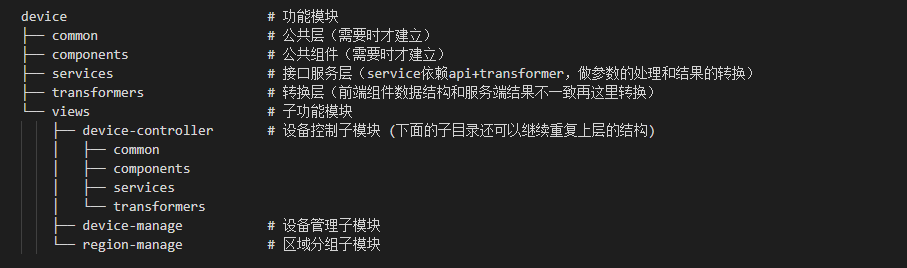 device                          # 功能模块
├── common                      # 公共层（需要时才建立）
├── components                  # 公共组件（需要时才建立）
├── services                    # 接口服务层（service依赖api+transformer，做参数的处理和结果的转换）
├── transformers                # 转换层（前端组件数据结构和服务端结果不一致再这里转换）
└── views                       # 子功能模块
    ├── device-controller       # 设备控制子模块 (下面的子目录还可以继续重复上层的结构)
    │   ├── common
    │   ├── components
    │   ├── services
    │   └── transformers
    ├── device-manage           # 设备管理子模块
    └── region-manage           # 区域分组子模块